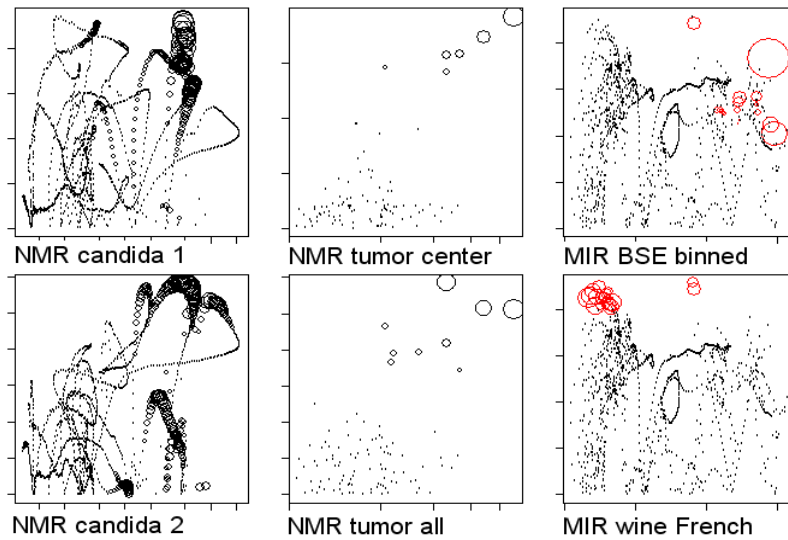 NMR candida 1
NMR tumor center
MIR BSE binned
NMR candida 2
NMR tumor all
MIR wine French